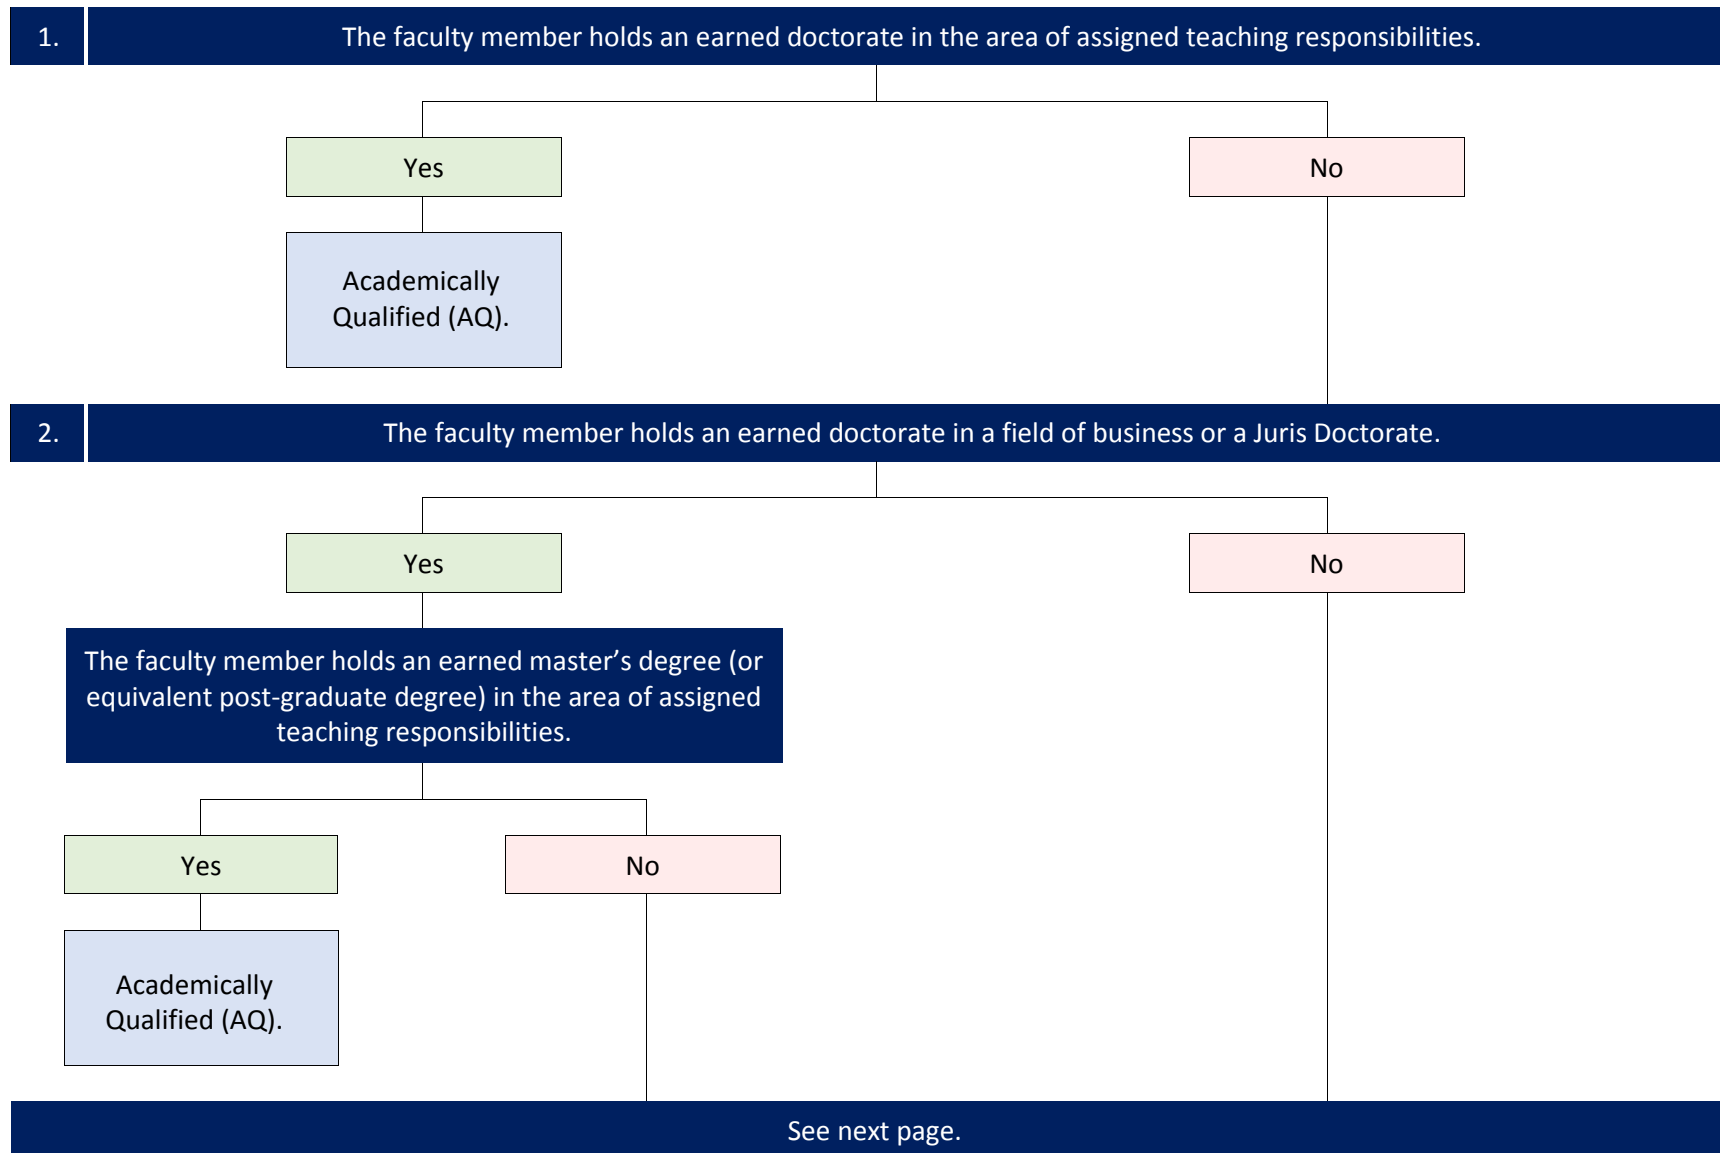 1. The faculty member holds an earned doctorate in the area of assigned teaching responsibilities.
Yes
No
Academically
Qualified (AQ).
2. The faculty member holds an earned doctorate in a field of business or a Juris Doctorate.
Yes
No
The faculty member holds an earned master’s degree (or
equivalent post-graduate degree) in the area of assigned
teaching responsibilities.
Yes
No
Academically
Qualified (AQ).
See next page.